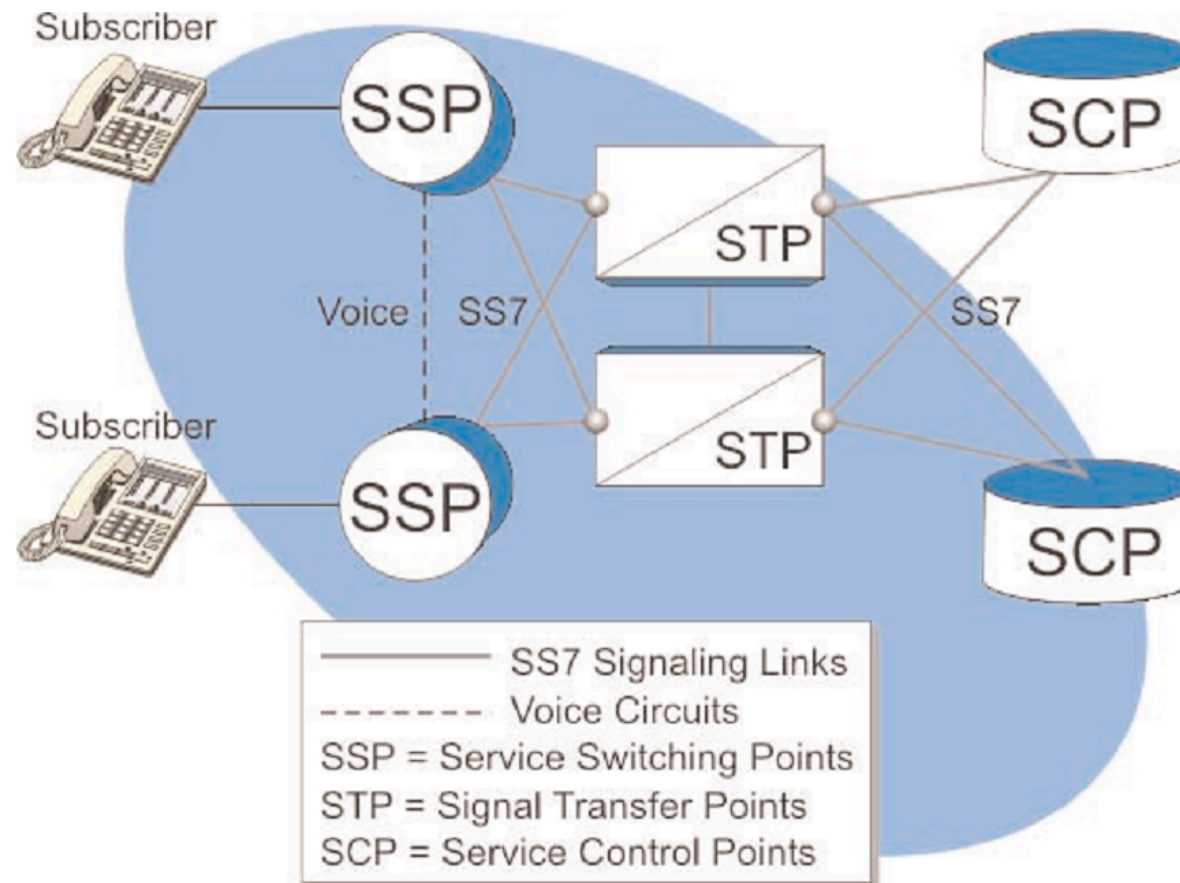 Subscriber
SSP
SCP
STP
Voice
SS7
SS7
STP
Subscriber
SSP
SCP
SS7 Signaling Links
Voice Circuits
SSP = Service Switching Points
STP = Signal Transfer Points
SCP = Service Control Points